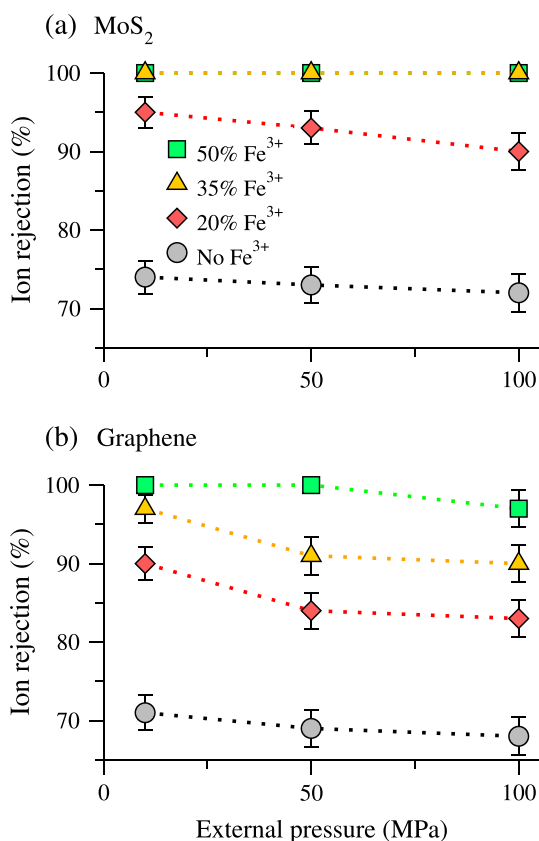 (a) MoS₂
100
90
80
70
Ion rejection (%)
50% Fe³⁺
35% Fe³⁺
20% Fe³⁺
No Fe³⁺
0
50
100
(b) Graphene
100
90
80
70
Ion rejection (%)
0
50
100
External pressure (MPa)